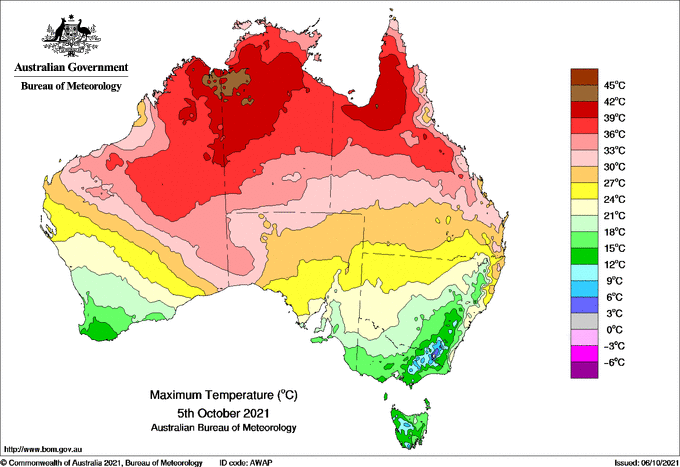 Australian Government
Bureau of Meteorology
45°C
42°C
39°C
36°C
33°C
30°C
27°C
24°C
21°C
18°C
15°C
12°C
9°C
6°C
3°C
0°C
-3°C
-6°C
Maximum Temperature (°C)
5th October 2021
Australian Bureau of Meteorology
http://www.bom.gov.au
© Commonwealth of Australia 2021, Bureau of Meteorology ID code: AWAP Issued: 06/10/2021